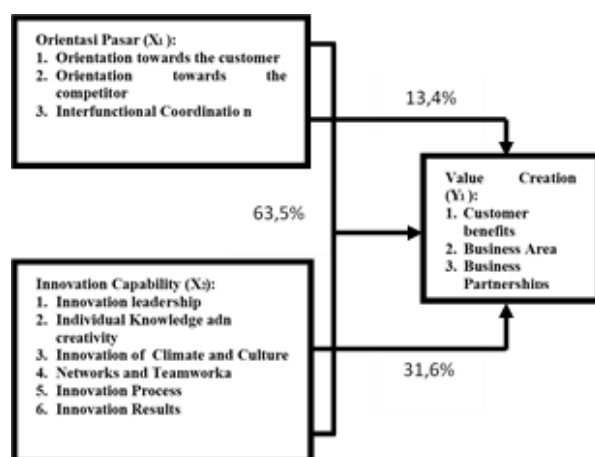 Orientasi Pasar (X1):
1. Orientation towards the customer
2. Orientation towards the
competitor
3. Interfunctional Coordinatio n
13,4%
Value Creation
(Y1):
1. Customer
benefits
2. Business Area
3. Business
Partnerships
63,5%
Innovation Capability (X2):
1. Innovation leadership
2. Individual Knowledge adn
creativity
3. Innovation of Climate and Culture
4. Networks and Teamworka
5. Innovation Process
6. Innovation Results
31,6%